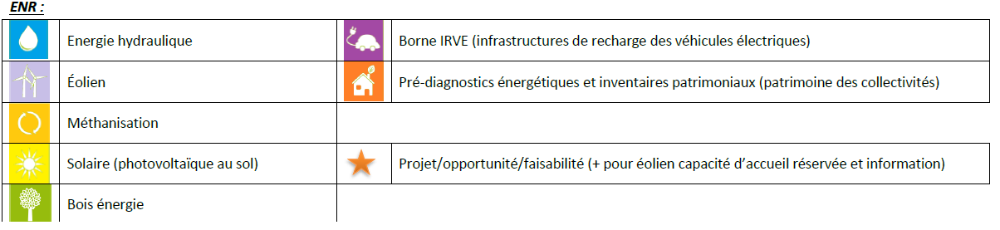 ENR :
Energie hydraulique
Borne IRVE (infrastructures de recharge des véhicules électriques)
Éolien
Pré-diagnostics énergétiques et inventaires patrimoniaux (patrimoine des collectivités)
Méthanisation
Solaire (photovoltaïque au sol)
Projet/opportunité/faisabilité (+ pour éolien capacité d’accueil réservée et information)
Bois énergie